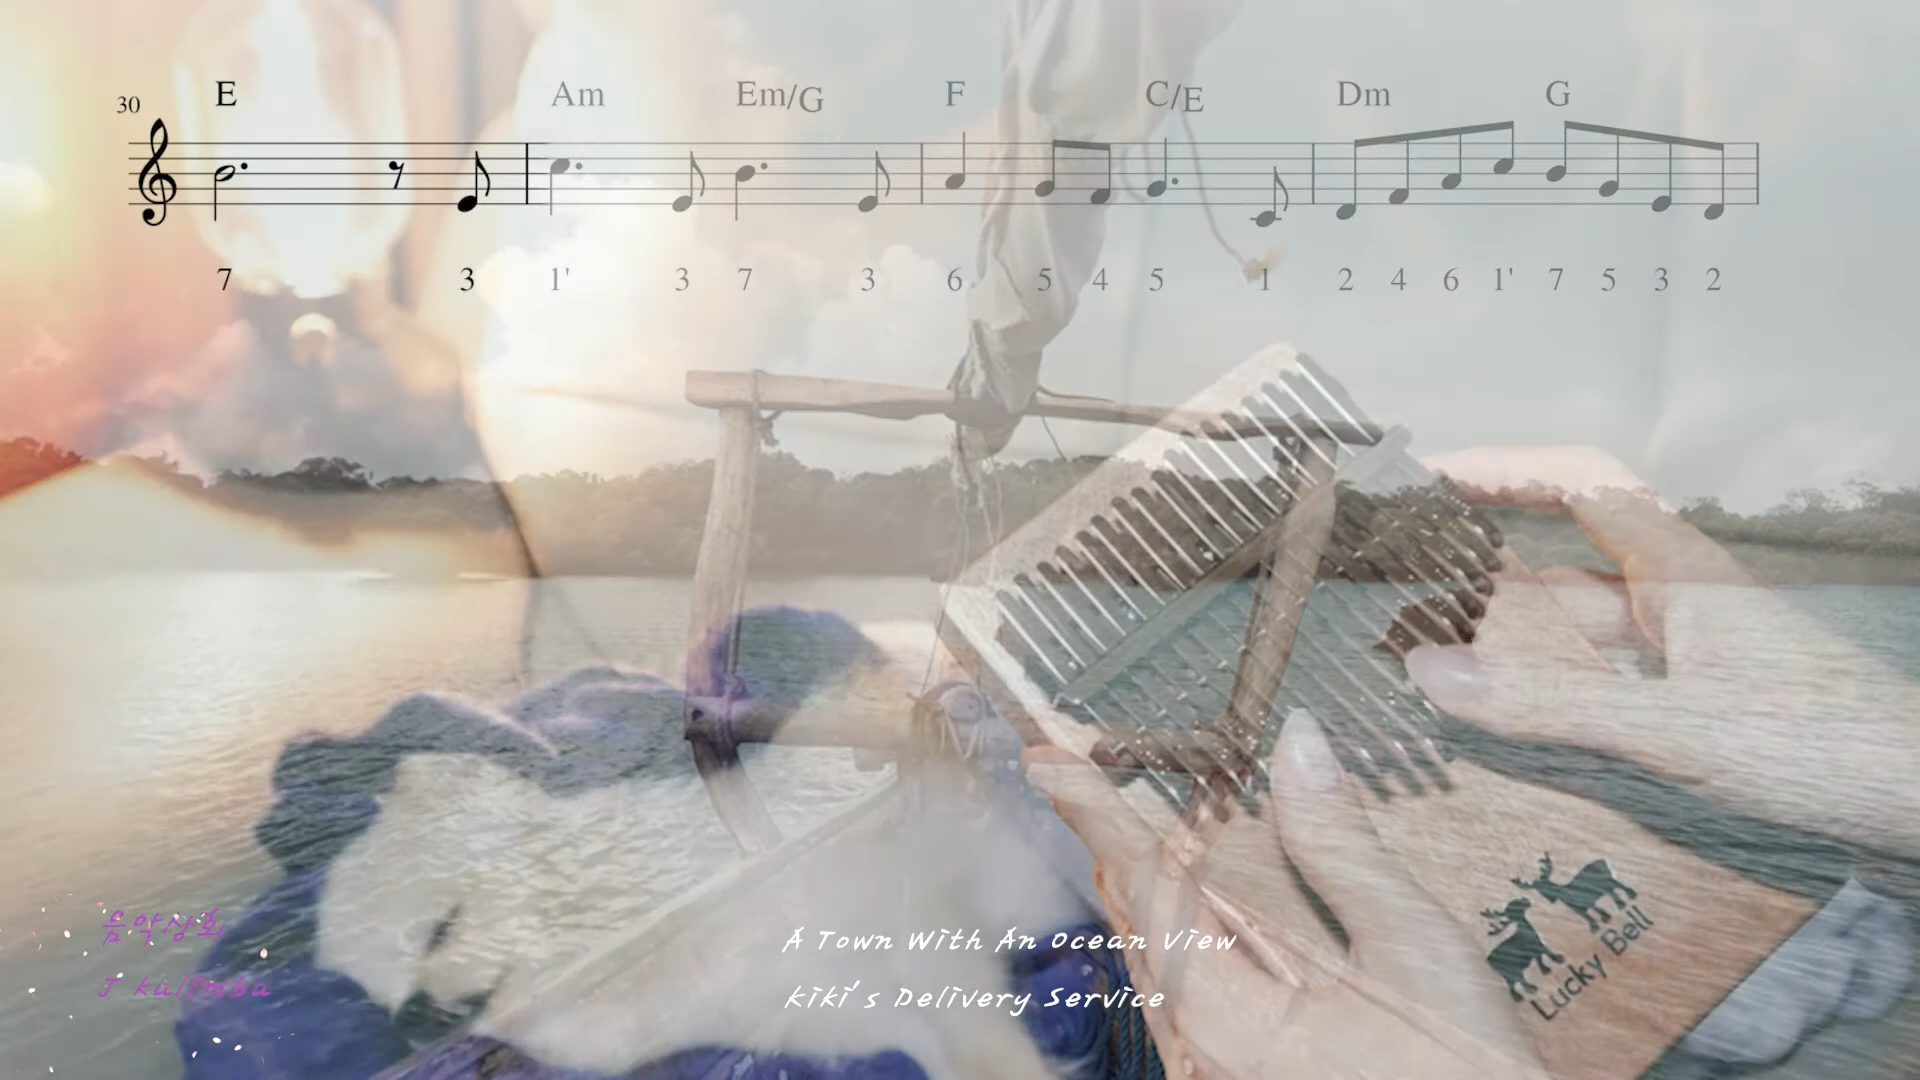 30 E Am Em/G F C/E Dm G
7 3 1' 3 7 3 6 5 4 5 1 2 4 6 1' 7 5 3 2
음악상회
J kalimba
A Town With An Ocean View
Kiki's Delivery Service
Lucky Bell